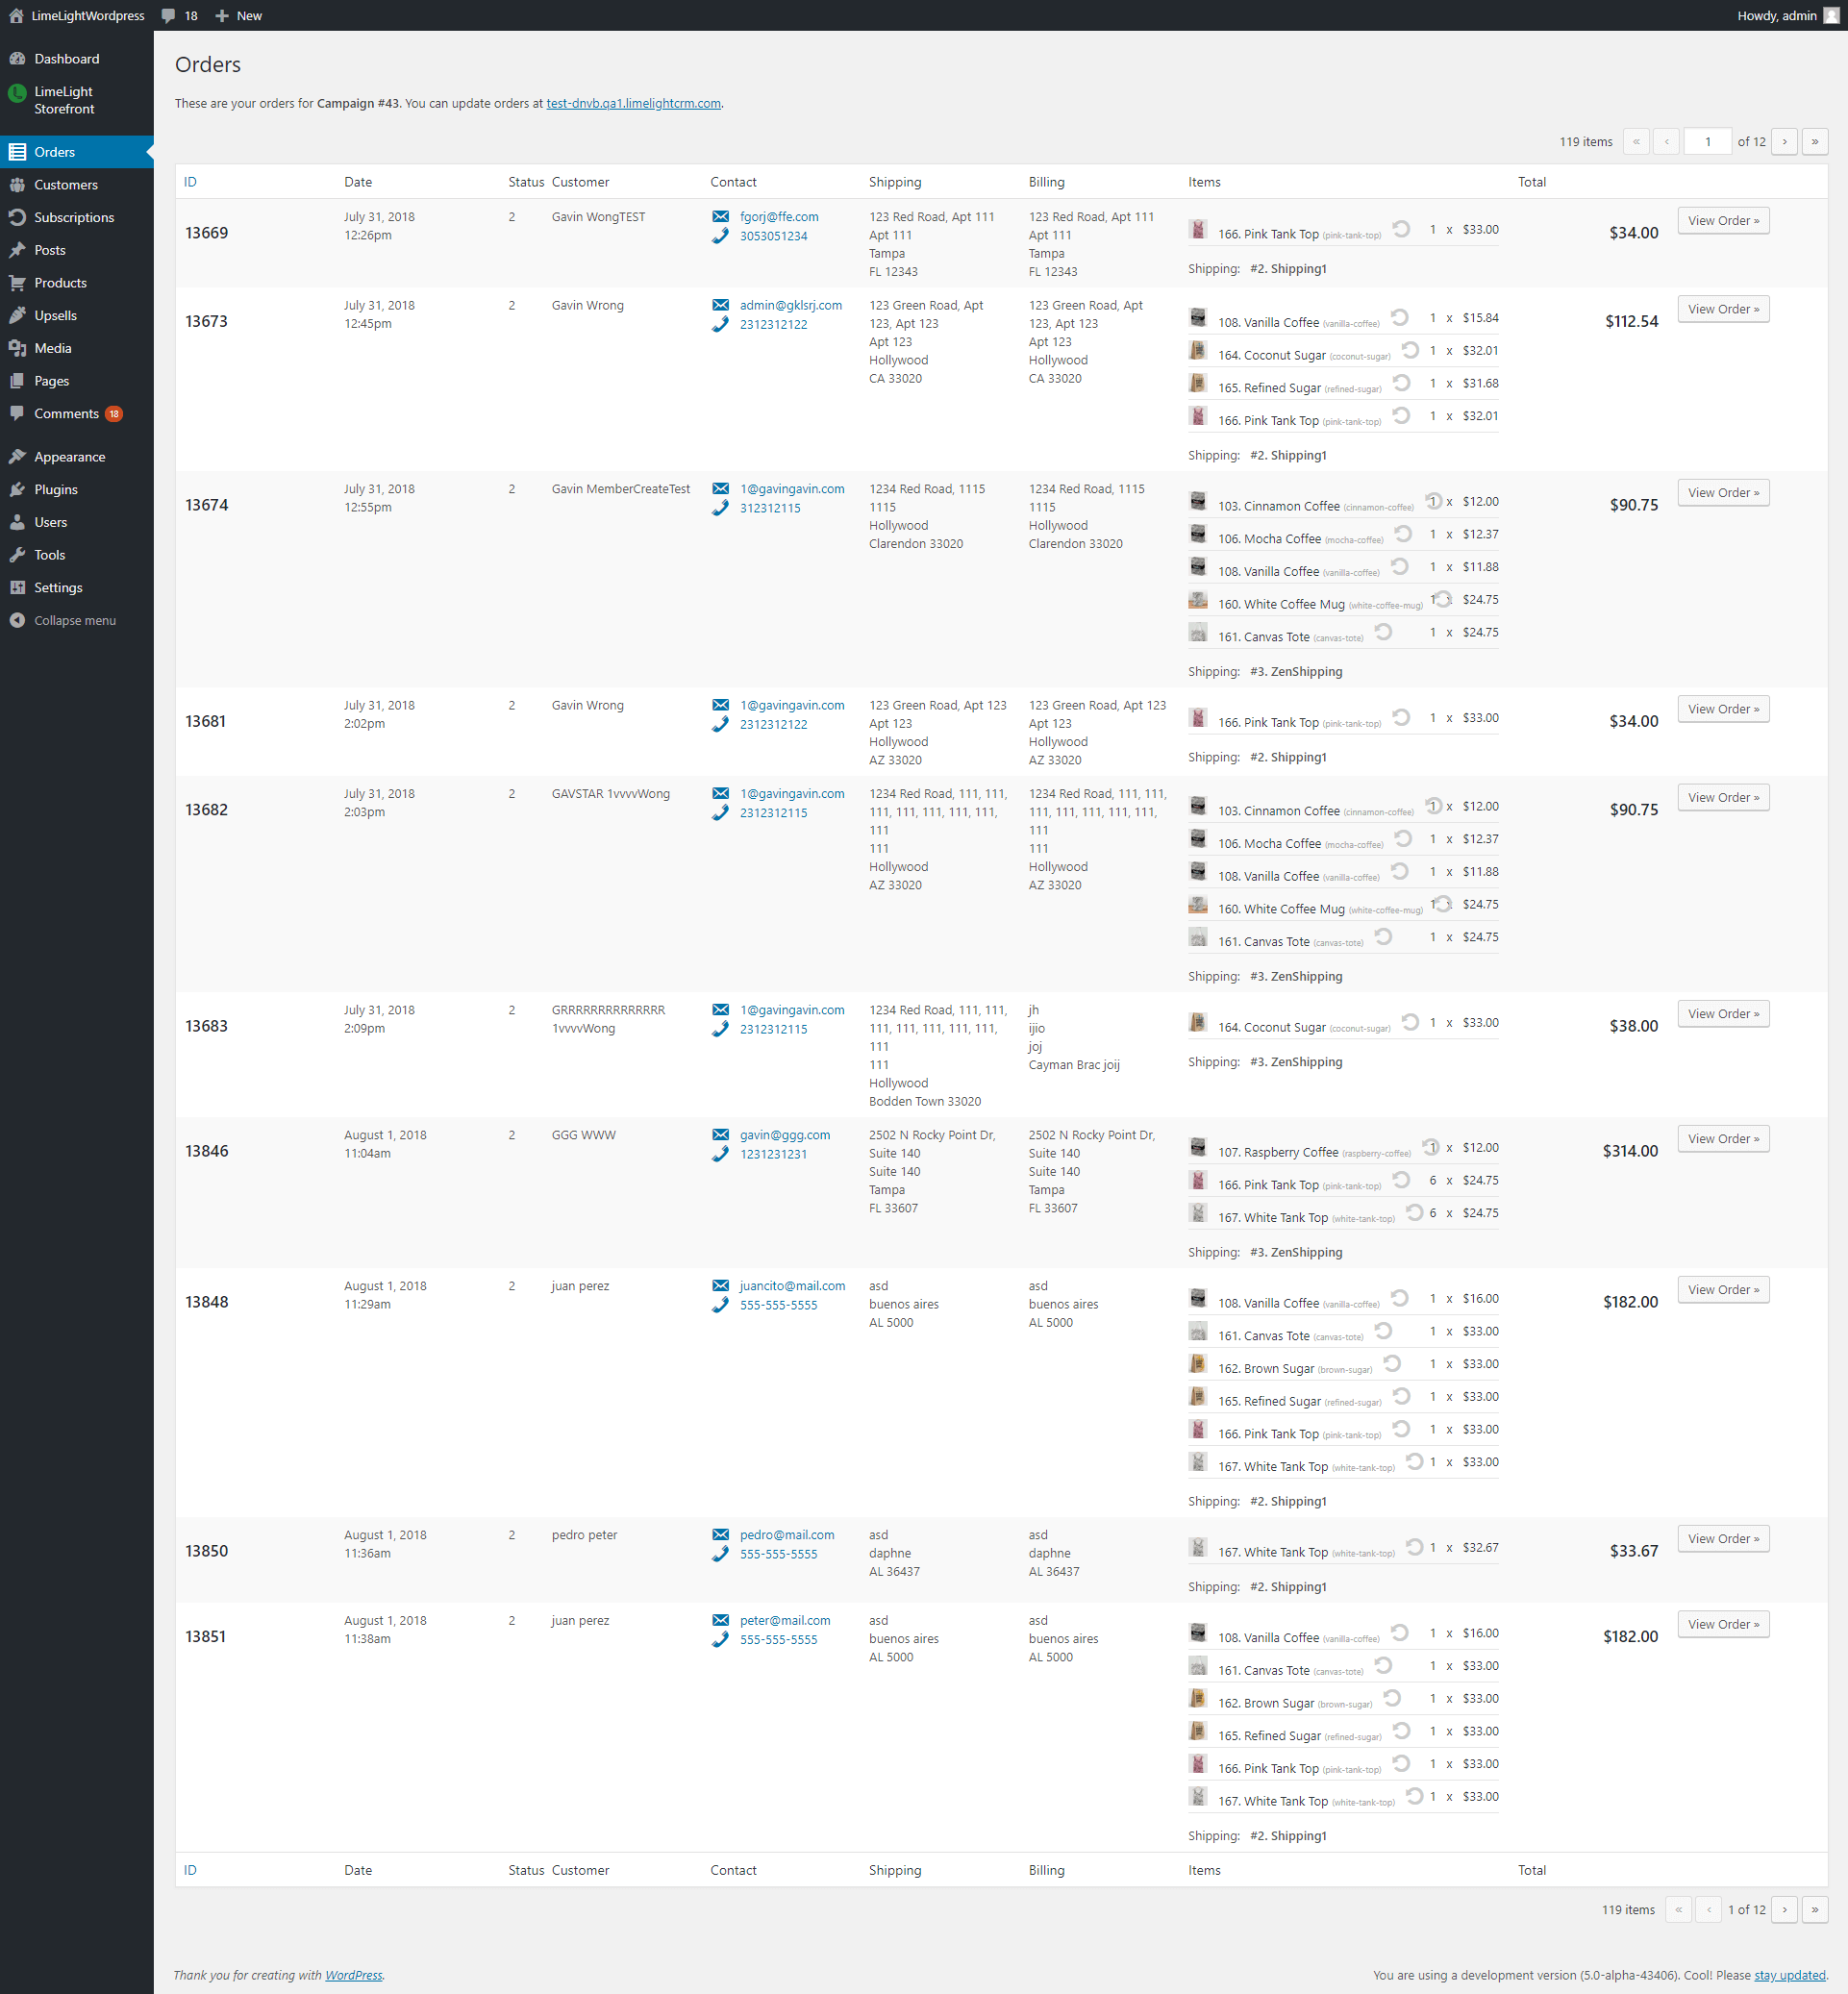 LimeLightWordpress 18 New Howdy, admin
Dashboard
LimeLight
Storefront
Orders
Customers
Subscriptions
Posts
Products
Upsells
Media
Pages
Comments 18
Appearance
Plugins
Users
Tools
Settings
Collapse menu
Orders
These are your orders for Campaign #43. You can update orders at test-dnvb.qa1.limelightcrm.com.
119 items « ‹ 1 of 12 › »
ID Date Status Customer Contact Shipping Billing Items Total
13669
July 31, 2018
12:26pm
2
Gavin WongTEST
fgorj@ffe.com
3053051234
123 Red Road, Apt 111
Apt 111
Tampa
FL 12343
123 Red Road, Apt 111
Apt 111
Tampa
FL 12343
166. Pink Tank Top (pink-tank-top) 1 x $33.00
Shipping: #2. Shipping1
$34.00
View Order »
13673
July 31, 2018
12:45pm
2
Gavin Wrong
admin@gklsrj.com
2312312122
123 Green Road, Apt
123, Apt 123
Apt 123
Hollywood
CA 33020
123 Green Road, Apt
123, Apt 123
Apt 123
Hollywood
CA 33020
108. Vanilla Coffee (vanilla-coffee) 1 x $15.84
164. Coconut Sugar (coconut-sugar) 1 x $32.01
165. Refined Sugar (refined-sugar) 1 x $31.68
166. Pink Tank Top (pink-tank-top) 1 x $32.01
Shipping: #2. Shipping1
$112.54
View Order »
13674
July 31, 2018
12:55pm
2
Gavin MemberCreateTest
1@gavingavin.com
312312115
1234 Red Road, 1115
1115
Hollywood
Clarendon 33020
1234 Red Road, 1115
1115
Hollywood
Clarendon 33020
103. Cinnamon Coffee (cinnamon-coffee) 1 x $12.00
106. Mocha Coffee (mocha-coffee) 1 x $12.37
108. Vanilla Coffee (vanilla-coffee) 1 x $11.88
160. White Coffee Mug (white-coffee-mug) 1 x $24.75
161. Canvas Tote (canvas-tote) 1 x $24.75
Shipping: #3. ZenShipping
$90.75
View Order »
13681
July 31, 2018
2:02pm
2
Gavin Wrong
1@gavingavin.com
2312312122
123 Green Road, Apt 123
Apt 123
Hollywood
AZ 33020
123 Green Road, Apt 123
Apt 123
Hollywood
AZ 33020
166. Pink Tank Top (pink-tank-top) 1 x $33.00
Shipping: #2. Shipping1
$34.00
View Order »
13682
July 31, 2018
2:03pm
2
GAVSTAR 1vvvvWong
1@gavingavin.com
2312312115
1234 Red Road, 111, 111,
111, 111, 111, 111, 111,
111
111
Hollywood
AZ 33020
1234 Red Road, 111, 111,
111, 111, 111, 111, 111,
111
111
Hollywood
AZ 33020
103. Cinnamon Coffee (cinnamon-coffee) 1 x $12.00
106. Mocha Coffee (mocha-coffee) 1 x $12.37
108. Vanilla Coffee (vanilla-coffee) 1 x $11.88
160. White Coffee Mug (white-coffee-mug) 1 x $24.75
161. Canvas Tote (canvas-tote) 1 x $24.75
Shipping: #3. ZenShipping
$90.75
View Order »
13683
July 31, 2018
2:09pm
2
GRRRRRRRRRRRRRR
1vvvvWong
1@gavingavin.com
2312312115
1234 Red Road, 111, 111,
111, 111, 111, 111, 111,
111
111
Hollywood
Bodden Town 33020
jh
ijio
joj
Cayman Brac joij
164. Coconut Sugar (coconut-sugar) 1 x $33.00
Shipping: #3. ZenShipping
$38.00
View Order »
13846
August 1, 2018
11:04am
2
GGG WWW
gavin@ggg.com
1231231231
2502 N Rocky Point Dr,
Suite 140
Suite 140
Tampa
FL 33607
2502 N Rocky Point Dr,
Suite 140
Suite 140
Tampa
FL 33607
107. Raspberry Coffee (raspberry-coffee) 1 x $12.00
166. Pink Tank Top (pink-tank-top) 6 x $24.75
167. White Tank Top (white-tank-top) 6 x $24.75
Shipping: #3. ZenShipping
$314.00
View Order »
13848
August 1, 2018
11:29am
2
juan perez
juancito@mail.com
555-555-5555
asd
buenos aires
AL 5000
asd
buenos aires
AL 5000
108. Vanilla Coffee (vanilla-coffee) 1 x $16.00
161. Canvas Tote (canvas-tote) 1 x $33.00
162. Brown Sugar (brown-sugar) 1 x $33.00
165. Refined Sugar (refined-sugar) 1 x $33.00
166. Pink Tank Top (pink-tank-top) 1 x $33.00
167. White Tank Top (white-tank-top) 1 x $33.00
Shipping: #2. Shipping1
$182.00
View Order »
13850
August 1, 2018
11:36am
2
pedro peter
pedro@mail.com
555-555-5555
asd
daphne
AL 36437
asd
daphne
AL 36437
167. White Tank Top (white-tank-top) 1 x $32.67
Shipping: #2. Shipping1
$33.67
View Order »
13851
August 1, 2018
11:38am
2
juan perez
peter@mail.com
555-555-5555
asd
buenos aires
AL 5000
asd
buenos aires
AL 5000
108. Vanilla Coffee (vanilla-coffee) 1 x $16.00
161. Canvas Tote (canvas-tote) 1 x $33.00
162. Brown Sugar (brown-sugar) 1 x $33.00
165. Refined Sugar (refined-sugar) 1 x $33.00
166. Pink Tank Top (pink-tank-top) 1 x $33.00
167. White Tank Top (white-tank-top) 1 x $33.00
Shipping: #2. Shipping1
$182.00
View Order »
ID Date Status Customer Contact Shipping Billing Items Total
119 items « ‹ 1 of 12 › »
Thank you for creating with WordPress.
You are using a development version (5.0-alpha-43406). Cool! Please stay updated.